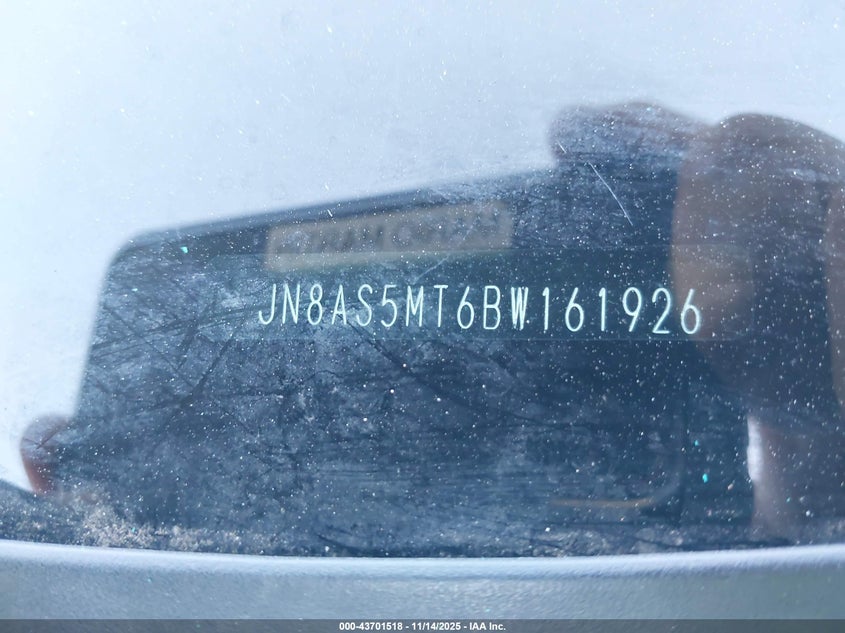 JN8AS5MT6BW161926
000-43701518 - 11/14/2025 - IAA Inc.